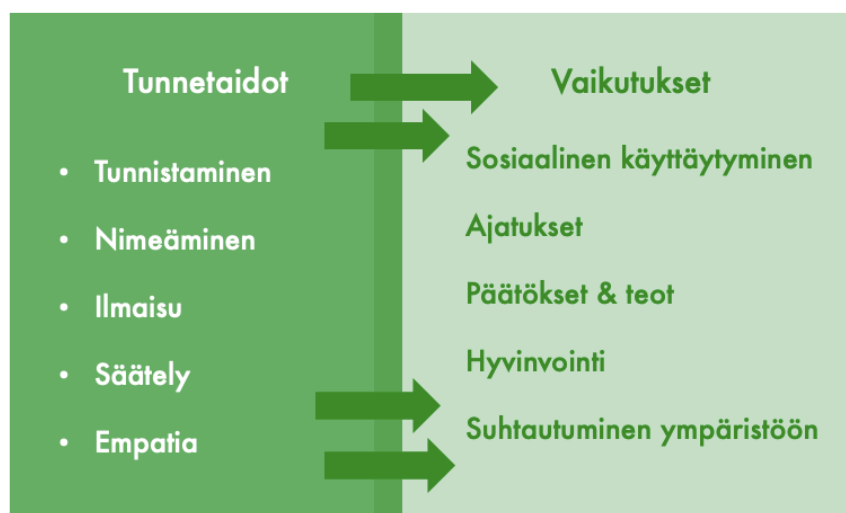 Tunnetaidot
• Tunnistaminen
• Nimeäminen
• Ilmaisu
• Säätely
• Empatia
Vaikutukset
Sosiaalinen käyttäytyminen
Ajatukset
Päätökset & teot
Hyvinvointi
Suhtautuminen ympäristöön